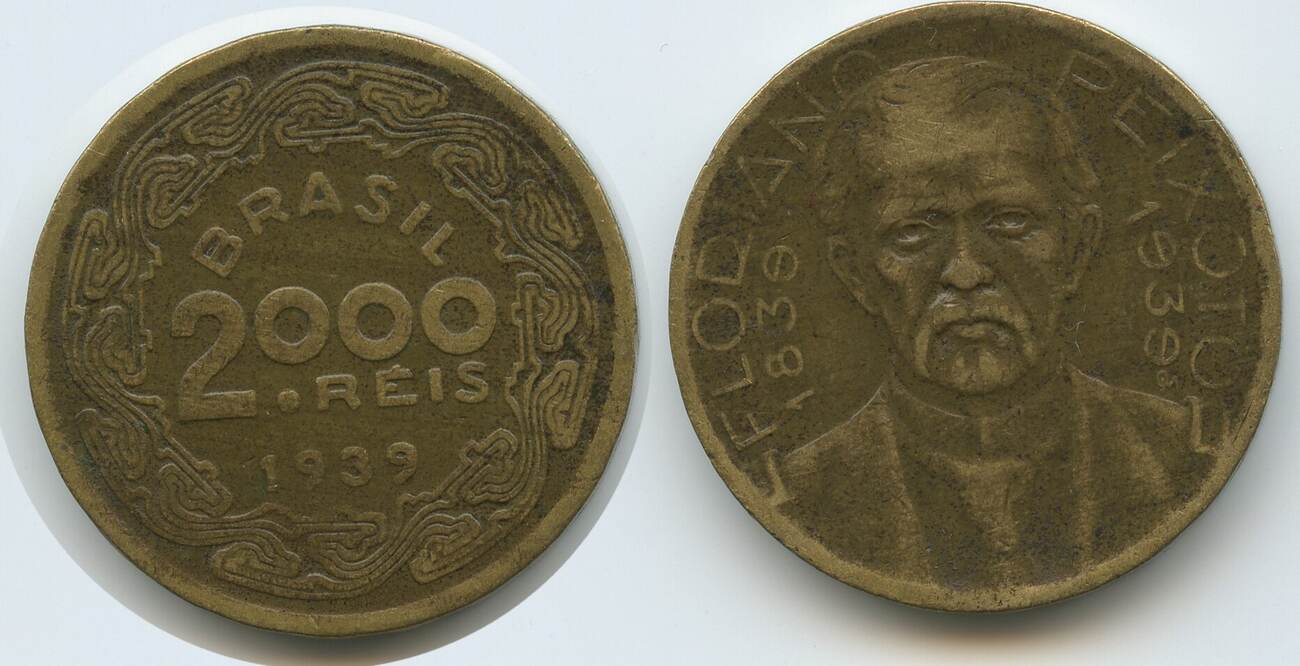 BRASIL
2000
RÉIS
1939
FLORIANO PEIXOTO
1839
1939